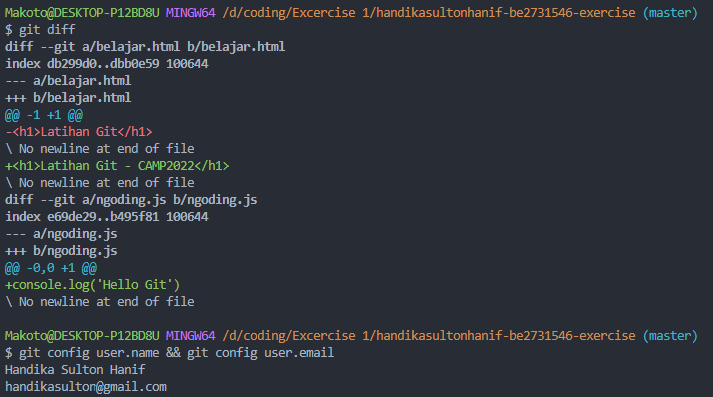 Makoto@DESKTOP-P12BD8U MINGW64 /d/coding/Excercise 1/handikasultonhanif-be2731546-exercise (master)
$ git diff
diff --git a/belajar.html b/belajar.html
index db299d0..dbb0e59 100644
--- a/belajar.html
+++ b/belajar.html
@@ -1 +1 @@
-<h1>Latihan Git</h1>
\ No newline at end of file
+<h1>Latihan Git - CAMP2022</h1>
\ No newline at end of file
diff --git a/ngoding.js b/ngoding.js
index e69de29..b495f81 100644
--- a/ngoding.js
+++ b/ngoding.js
@@ -0,0 +1 @@
+console.log('Hello Git')
\ No newline at end of file
Makoto@DESKTOP-P12BD8U MINGW64 /d/coding/Excercise 1/handikasultonhanif-be2731546-exercise (master)
$ git config user.name && git config user.email
Handika Sulton Hanif
handikasulton@gmail.com